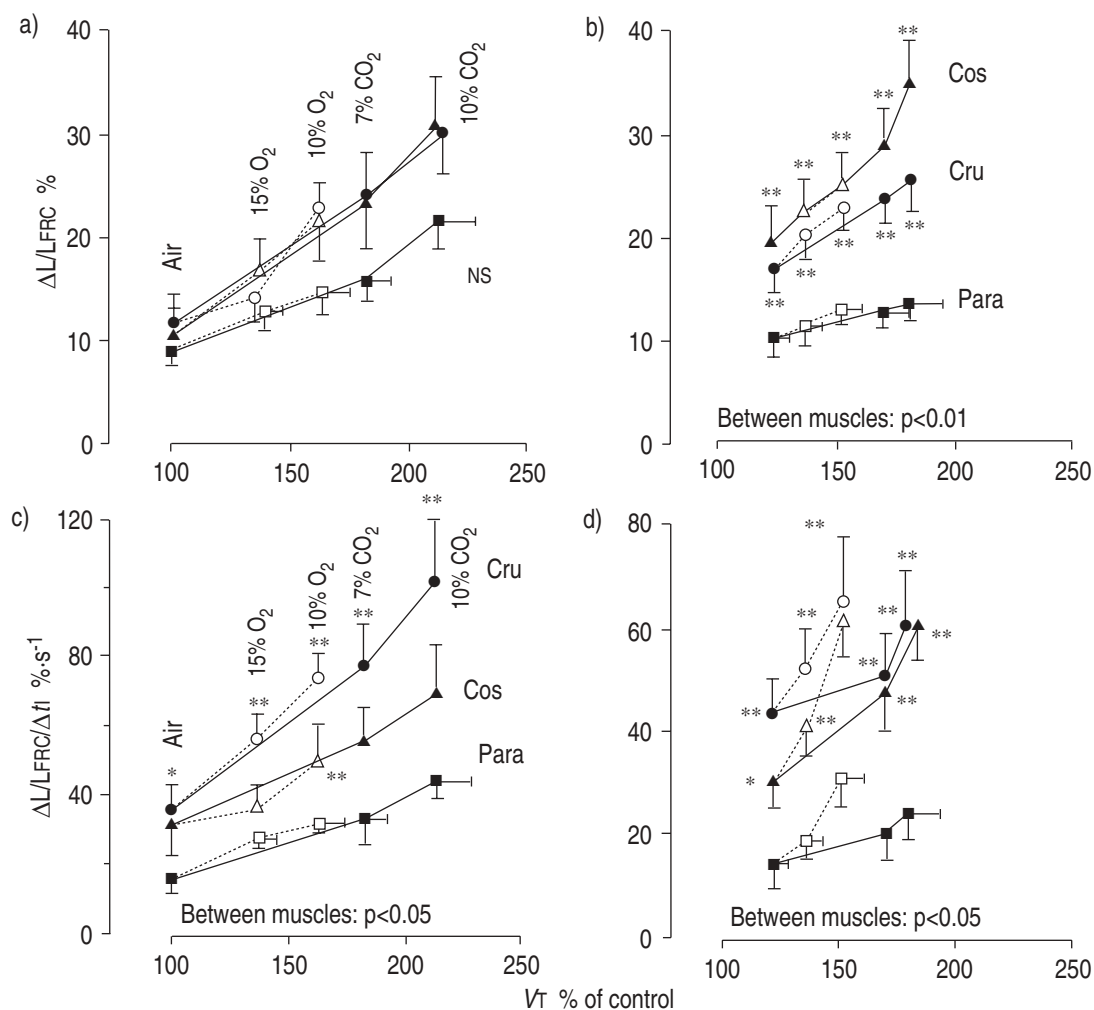 a)
ΔL/LFRC %
40
30
20
10
0
Air
15% O2
10% O2
7% CO2
10% CO2
NS
100 150 200 250
b)
40
30
20
10
0
**
**
**
**
**
Cos
Cru
**
**
**
**
**
Para
Between muscles: p<0.01
100 150 200 250
c)
ΔL/LFRC/ΔtI %·s-1
120
80
40
0
Air
15% O2
10% O2
7% CO2
10% CO2
*
**
**
**
**
**
Cru
Cos
Para
Between muscles: p<0.05
100 150 200 250
d)
80
60
40
20
0
**
**
**
**
**
**
**
**
**
*
Between muscles: p<0.05
100 150 200 250
VT % of control